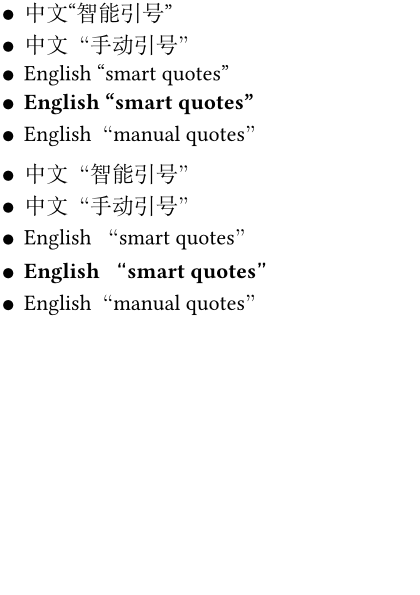 • 中文“智能引号”
• 中文“手动引号”
• English “smart quotes”
• English “smart quotes”
• English “manual quotes”
• 中文“智能引号”
• 中文“手动引号”
• English “smart quotes”
• English “smart quotes"
• English “manual quotes”